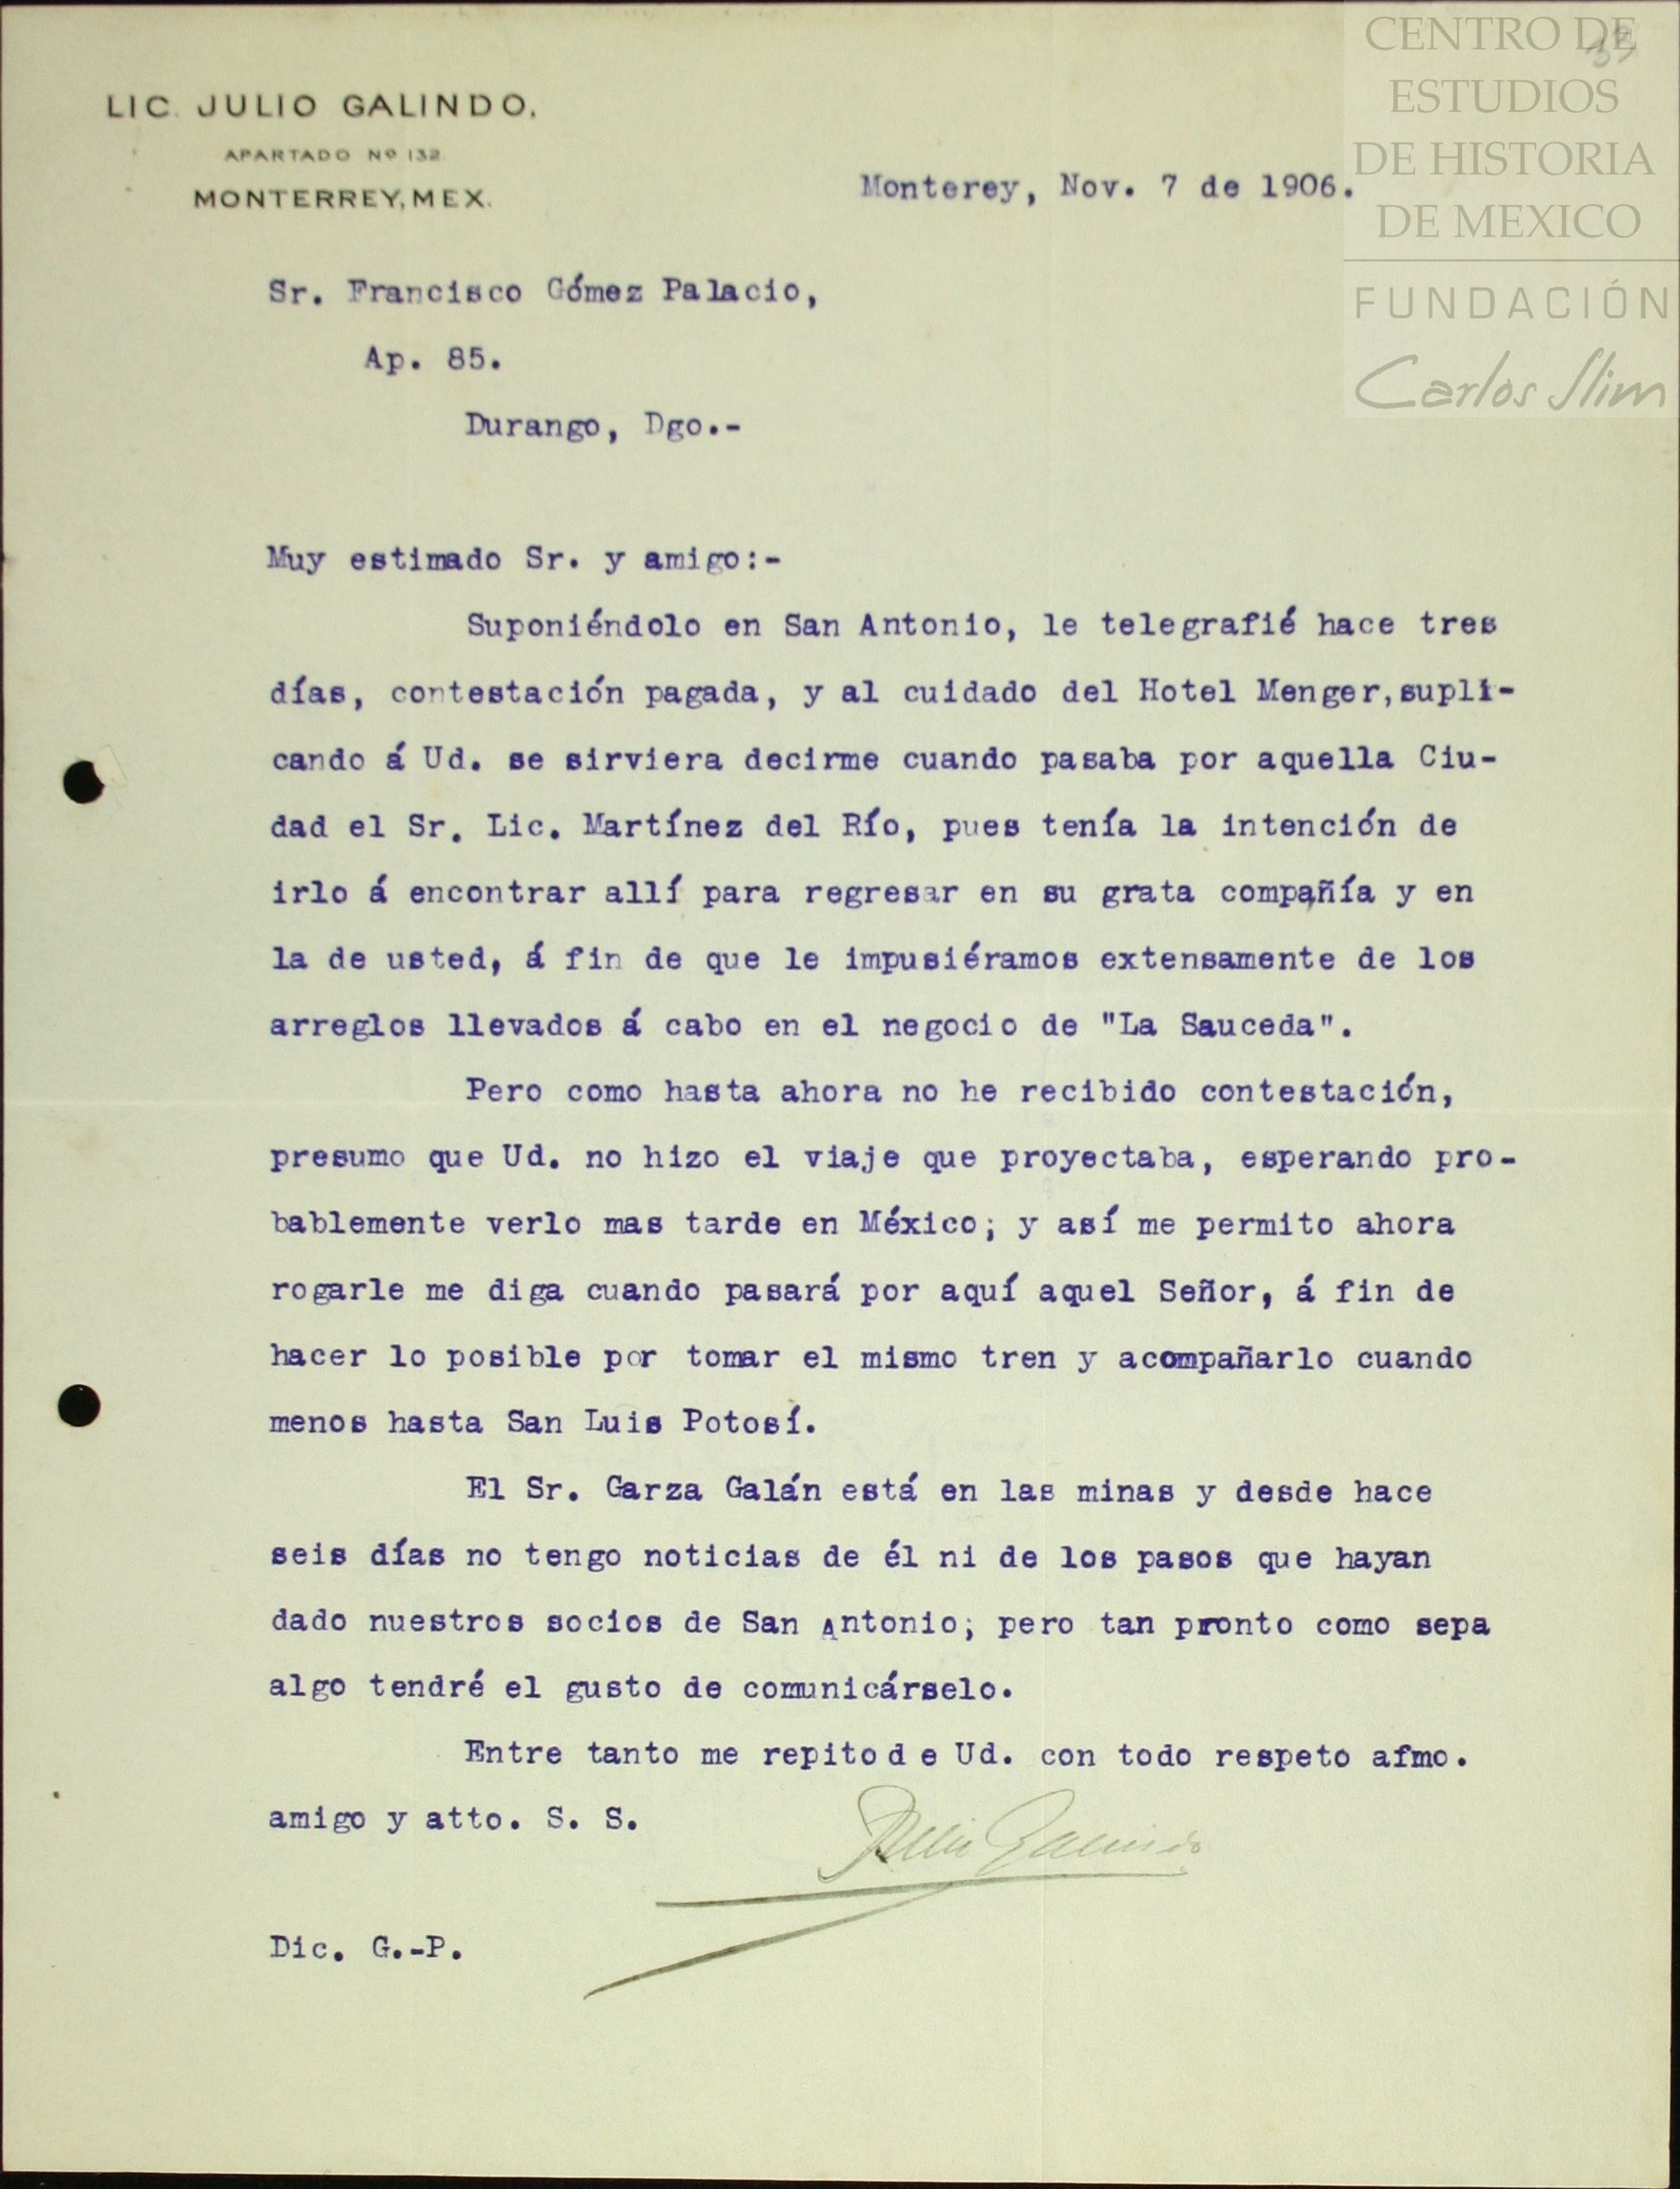 CENTRO DE
ESTUDIOS
DE HISTORIA
DE MEXICO
FUNDACIÓN
Carlos Slim
33
LIC. JULIO GALINDO,
APARTADO Nº 132
MONTERREY, MEX.
Monterey, Nov. 7 de 1906.
Sr. Francisco Gómez Palacio,
Ap. 85.
Durango, Dgo.-
Muy estimado Sr. y amigo:-
Suponiéndolo en San Antonio, le telegrafié hace tres
días, contestación pagada, y al cuidado del Hotel Menger,supli-
cando á Ud. se sirviera decirme cuando pasaba por aquella Ciu-
dad el Sr. Lic. Martínez del Río, pues tenía la intención de
irlo á encontrar allí para regresar en su grata compañía y en
la de usted, á fin de que le impusiéramos extensamente de los
arreglos llevados á cabo en el negocio de "La Sauceda".
Pero como hasta ahora no he recibido contestación,
presumo que Ud. no hizo el viaje que proyectaba, esperando pro-
bablemente verlo mas tarde en México; y así me permito ahora
rogarle me diga cuando pasará por aquí aquel Señor, á fin de
hacer lo posible por tomar el mismo tren y acompañarlo cuando
menos hasta San Luis Potosí.
El Sr. Garza Galán está en las minas y desde hace
seis días no tengo noticias de él ni de los pasos que hayan
dado nuestros socios de San Antonio; pero tan pronto como sepa
algo tendré el gusto de comunicárselo.
Entre tanto me repito de Ud. con todo respeto afmo.
amigo y atto. S. S.
Julio Galindo
Dic. G.-P.